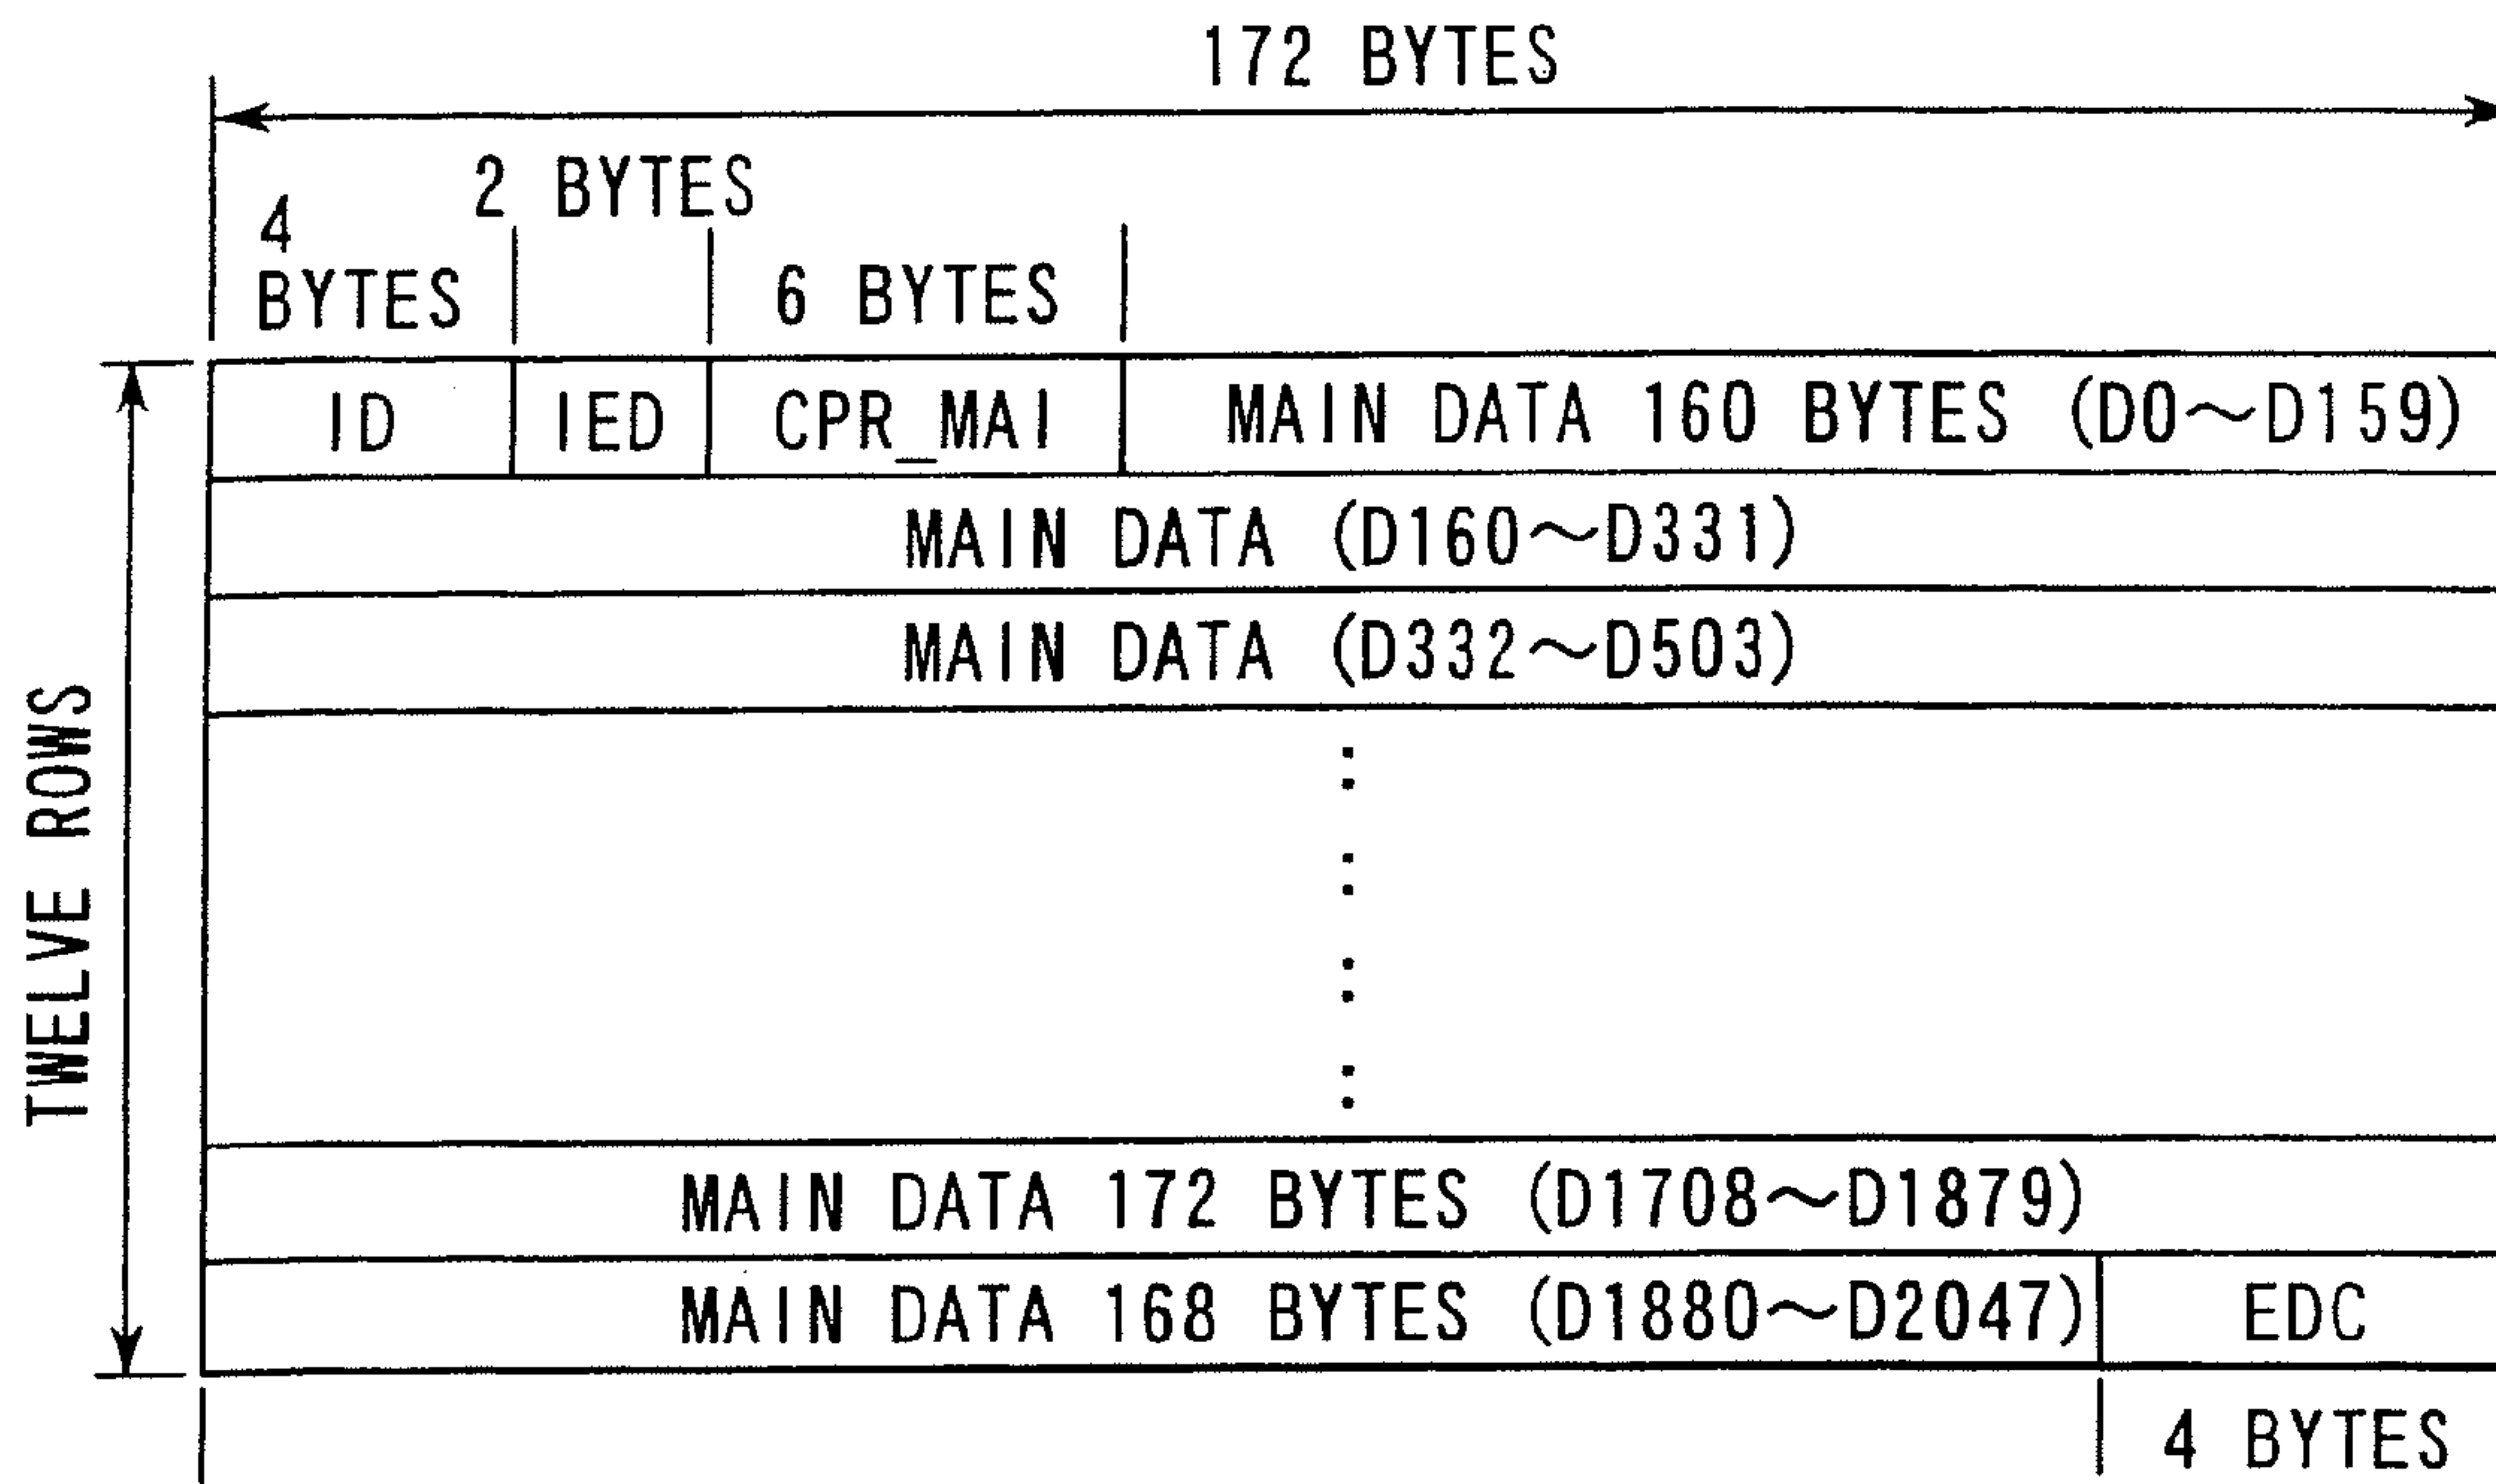 172 BYTES
2 BYTES
4
BYTES
6 BYTES
ID IED CPR_MAI MAIN DATA 160 BYTES (D0~D159)
MAIN DATA (D160~D331)
MAIN DATA (D332~D503)
TWELVE ROWS
MAIN DATA 172 BYTES (D1708~D1879)
MAIN DATA 168 BYTES (D1880~D2047) EDC
4 BYTES